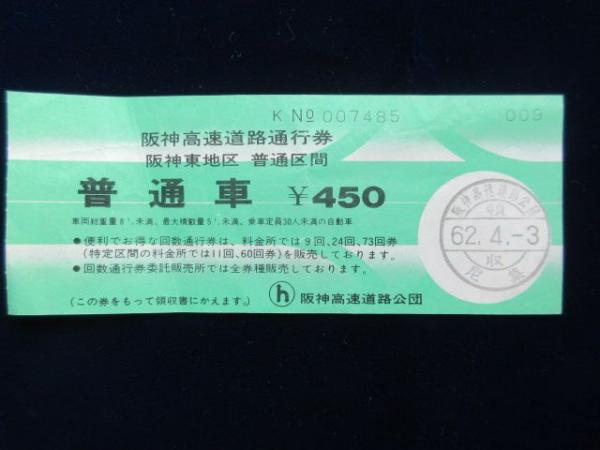 K No 007485 009
阪神高速道路通行券
阪神東地区 普通区間
普通車 ¥450
車両総重量8t.未満、最大積載量5t.未満、乗車定員30人未満の自動車
●便利でお得な回数通行券は、料金所では9回、24回、73回券
(特定区間の料金所では11回、60回券)を販売しております。
●回数通行券委託販売所では全券種販売しております。
(この券をもって領収書にかえます。)
h 阪神高速道路公団
阪神高速道路公団
62.4.-3
収
尼集